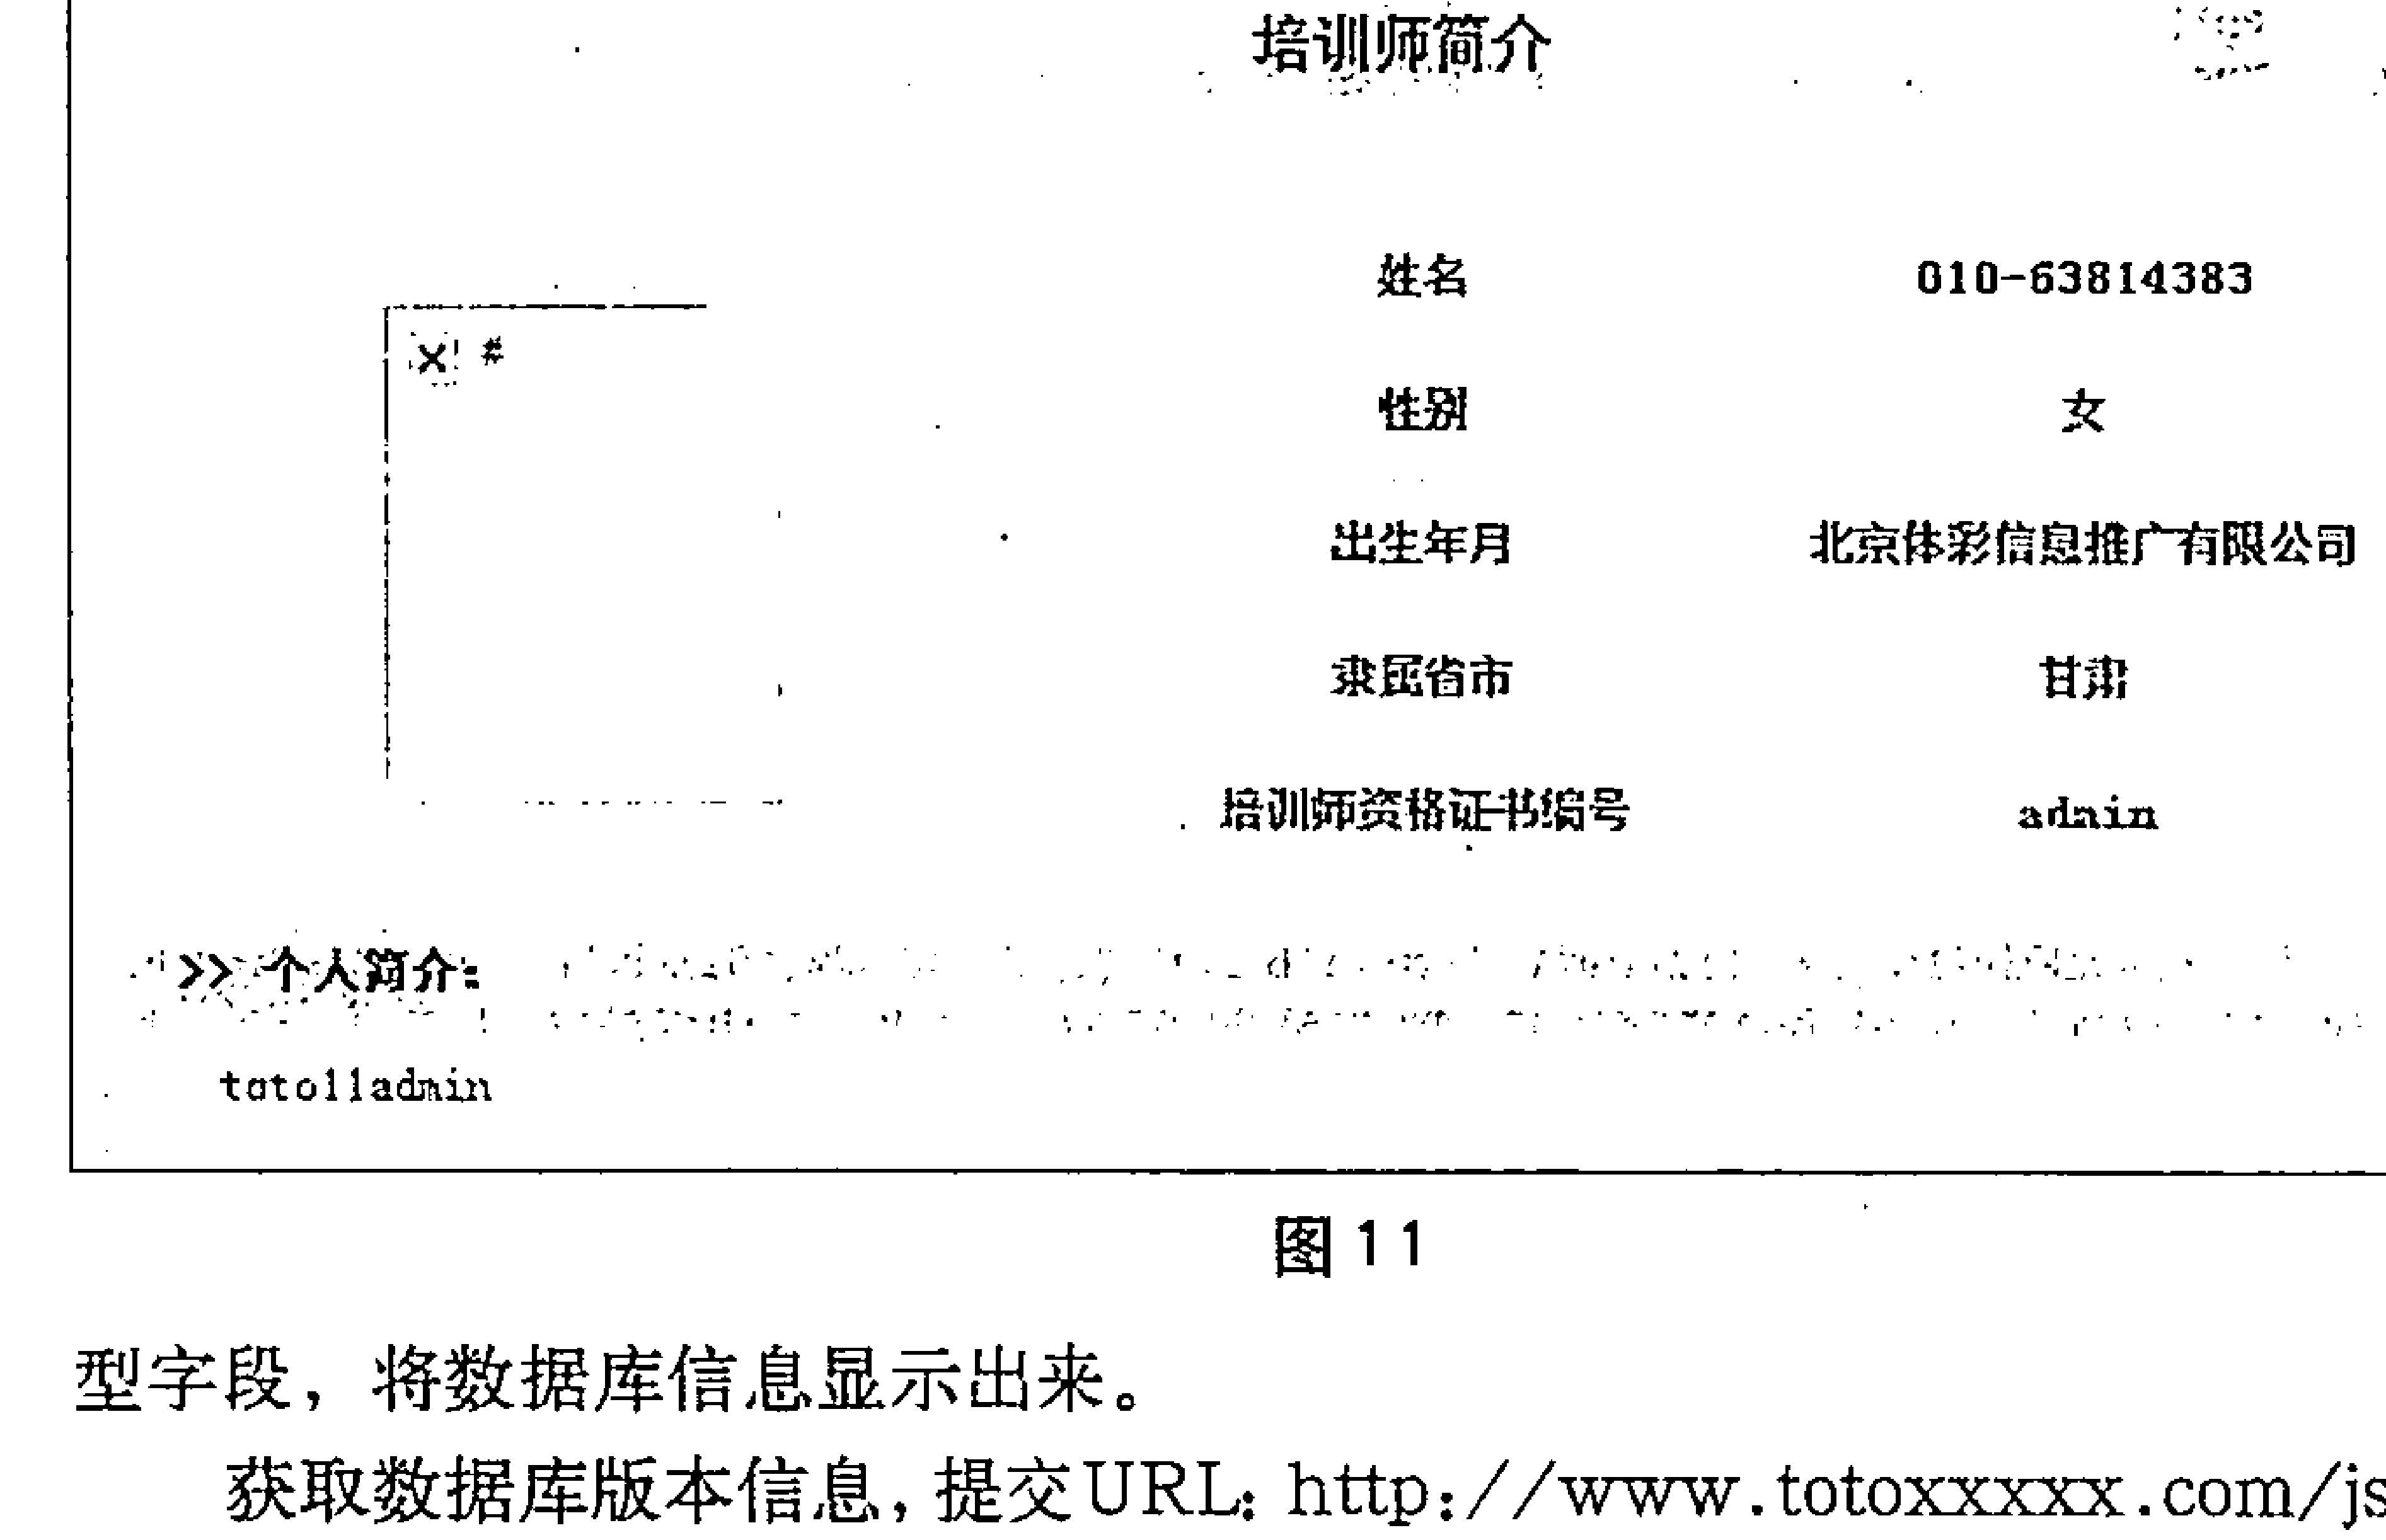 培训师简介
姓名 010-63814383
× #
性别 女
出生年月 北京体彩信息推广有限公司
隶属省市 甘肃
培训师资格证书编号 admin
>> 个人简介:
toto11admin
图11
型字段，将数据库信息显示出来。
获取数据库版本信息，提交URL：http://www.totoxxxxx.com/js